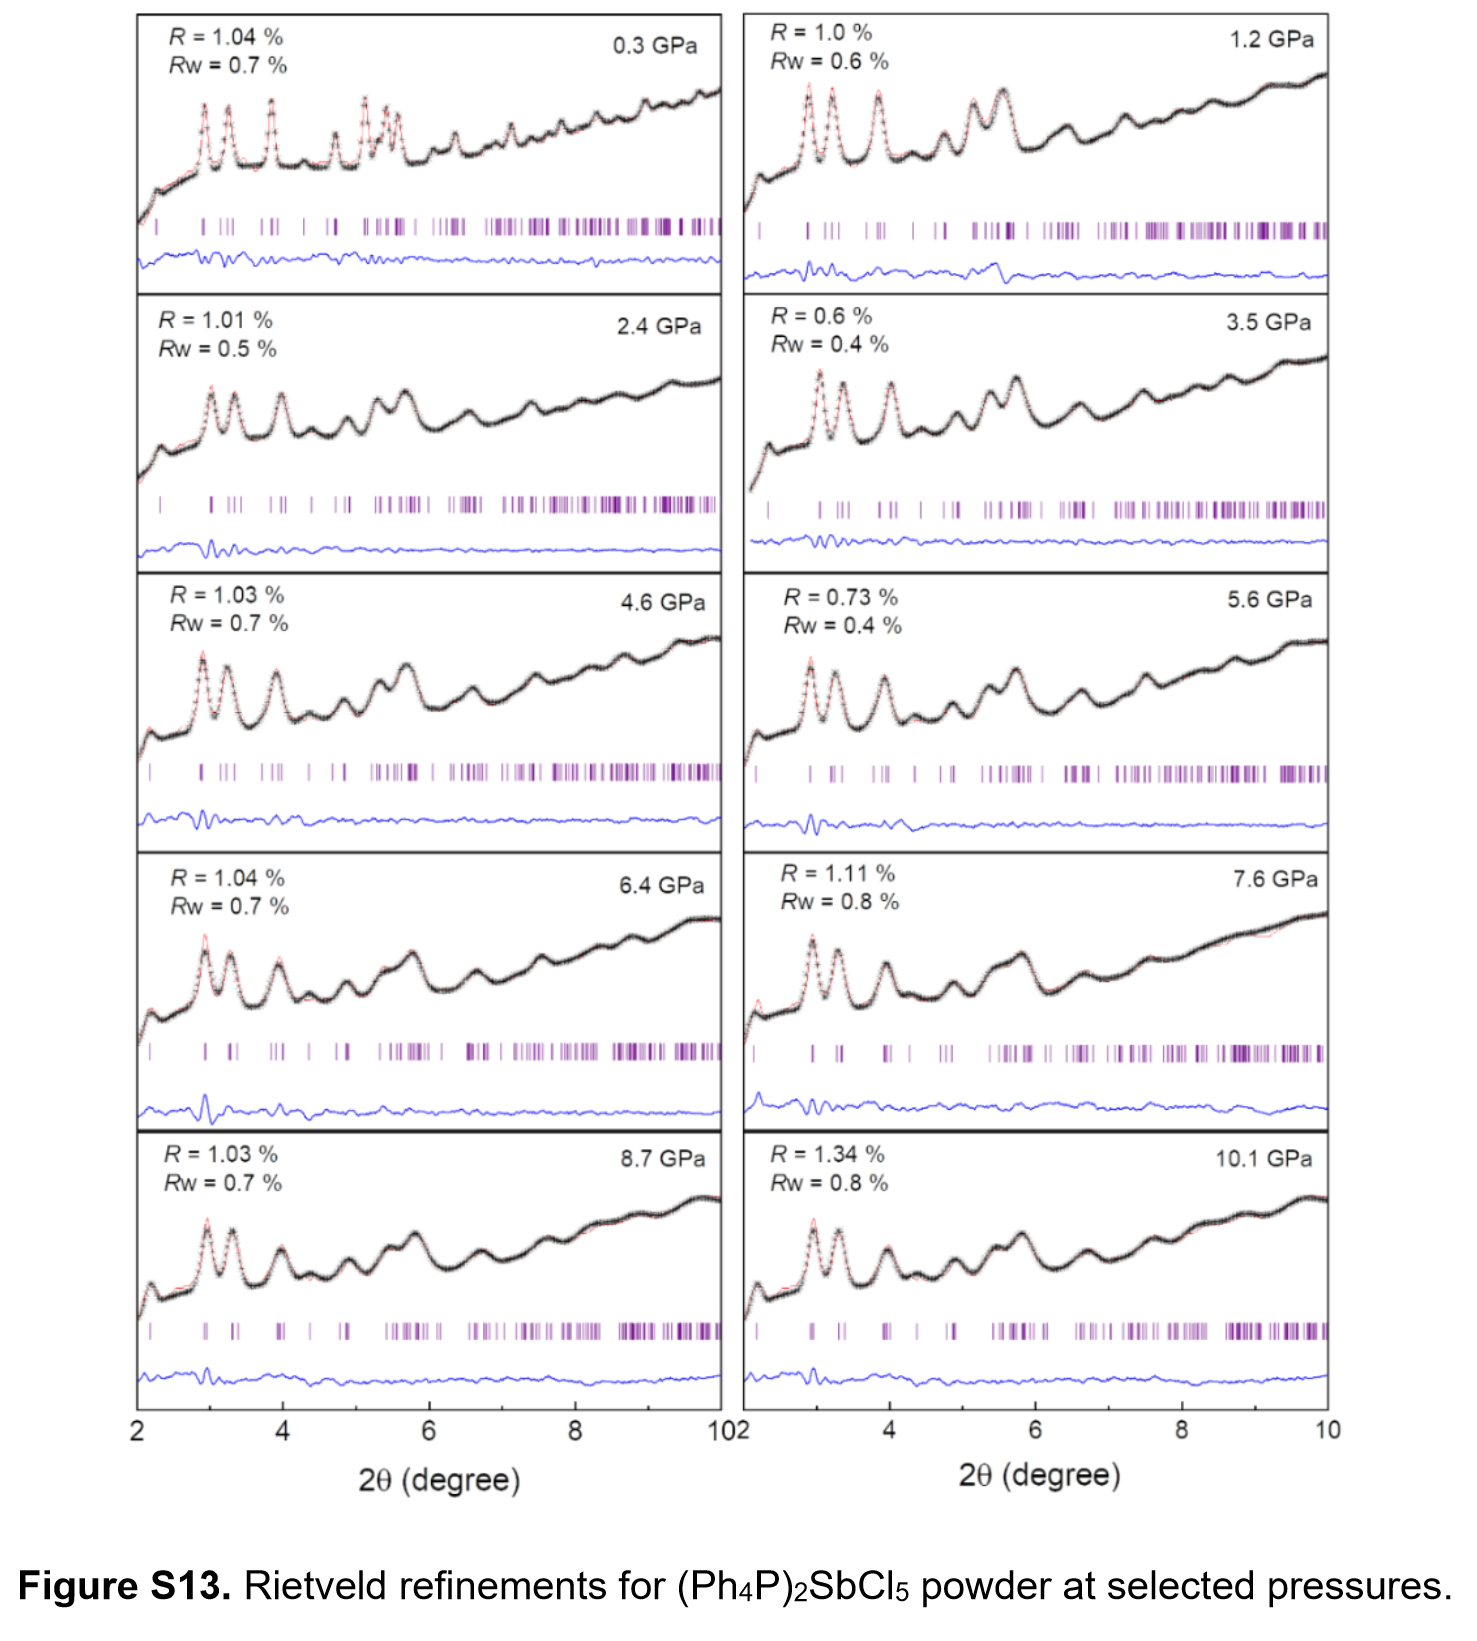 R = 1.04 %
Rw = 0.7 %
0.3 GPa
R = 1.0 %
Rw = 0.6 %
1.2 GPa
R = 1.01 %
Rw = 0.5 %
2.4 GPa
R = 0.6 %
Rw = 0.4 %
3.5 GPa
R = 1.03 %
Rw = 0.7 %
4.6 GPa
R = 0.73 %
Rw = 0.4 %
5.6 GPa
R = 1.04 %
Rw = 0.7 %
6.4 GPa
R = 1.11 %
Rw = 0.8 %
7.6 GPa
R = 1.03 %
Rw = 0.7 %
8.7 GPa
R = 1.34 %
Rw = 0.8 %
10.1 GPa
2 4 6 8 10
2 4 6 8 10
2θ (degree)
2θ (degree)
Figure S13. Rietveld refinements for (Ph₄P)₂SbCl₅ powder at selected pressures.